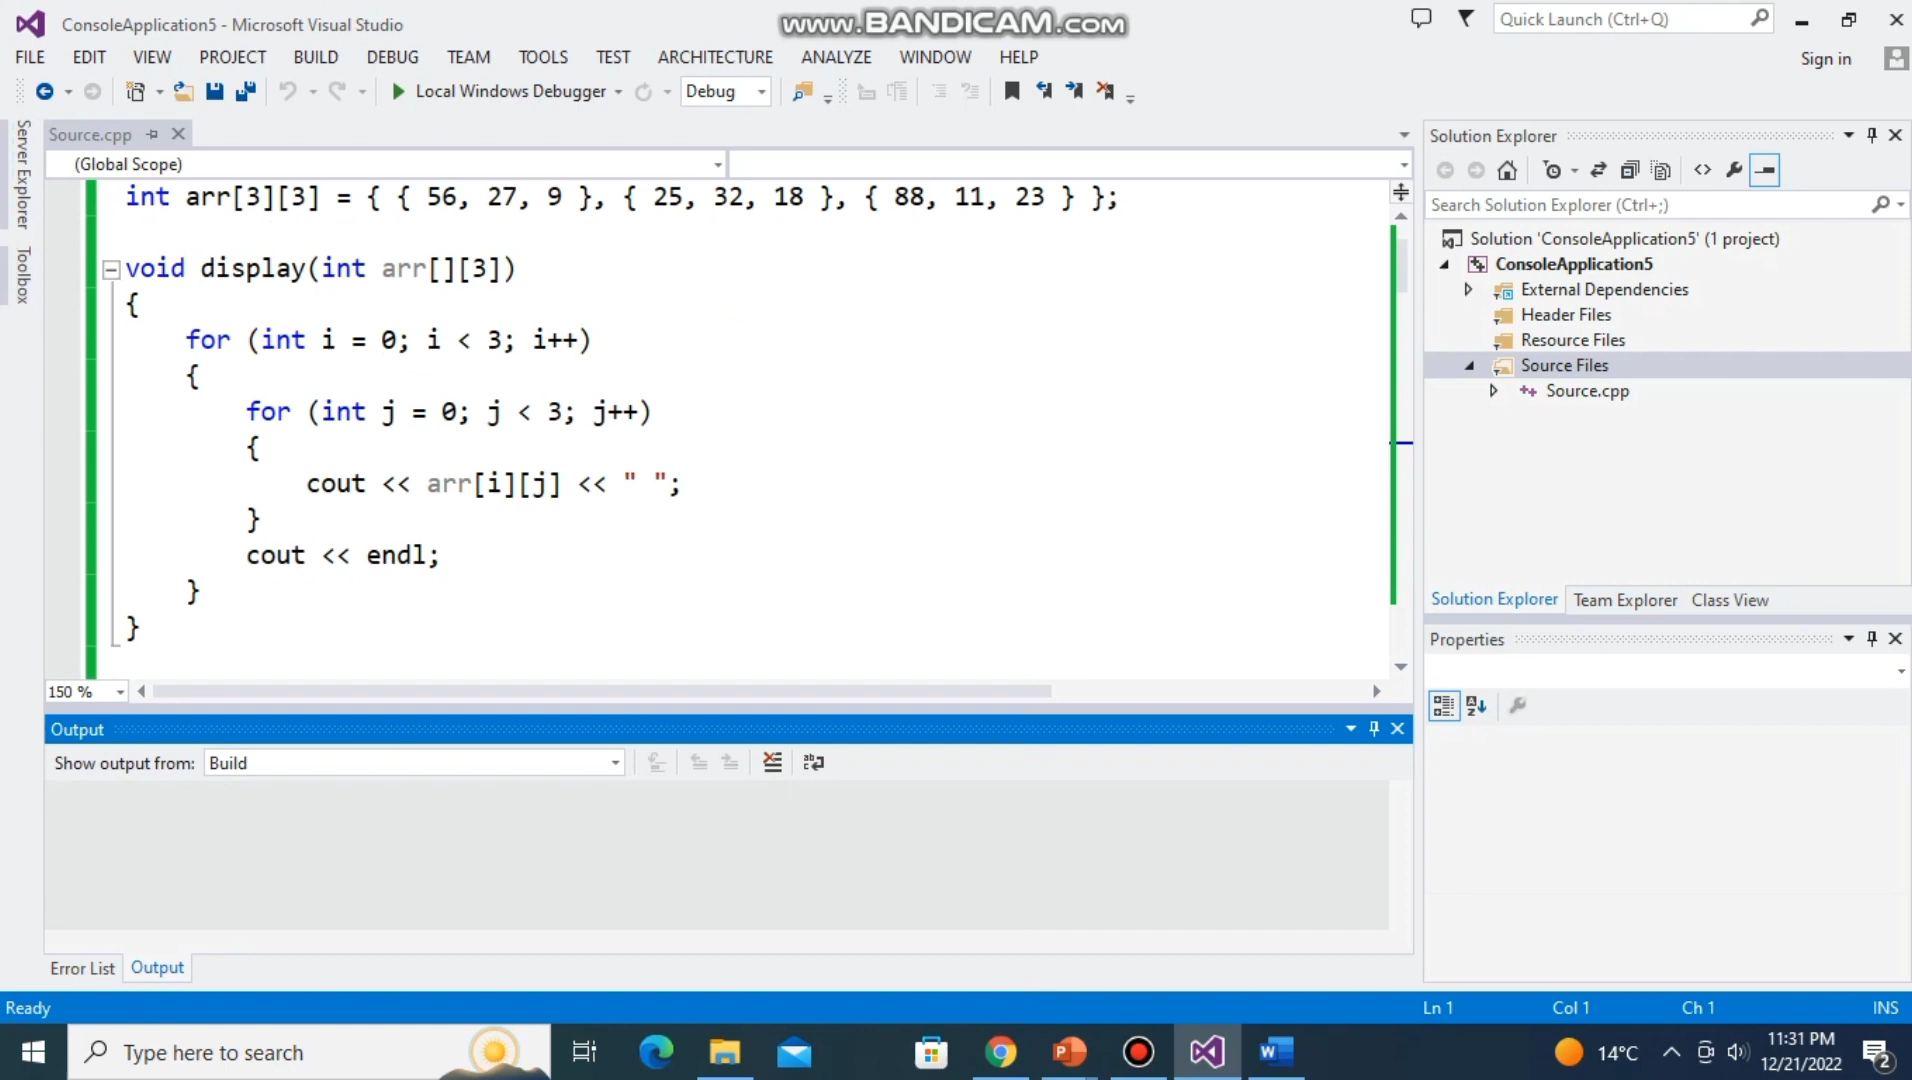 ConsoleApplication5 - Microsoft Visual Studio
www.BANDICAM.com
Quick Launch (Ctrl+Q)
FILE EDIT VIEW PROJECT BUILD DEBUG TEAM TOOLS TEST ARCHITECTURE ANALYZE WINDOW HELP
Sign in
Local Windows Debugger
Debug
Server Explorer
Toolbox
Source.cpp
(Global Scope)
int arr[3][3] = { { 56, 27, 9 }, { 25, 32, 18 }, { 88, 11, 23 } };
void display(int arr[][3])
{
for (int i = 0; i < 3; i++)
{
for (int j = 0; j < 3; j++)
{
cout << arr[i][j] << " ";
}
cout << endl;
}
}
150 %
Output
Show output from: Build
Error List Output
Solution Explorer
Search Solution Explorer (Ctrl+;)
Solution 'ConsoleApplication5' (1 project)
ConsoleApplication5
External Dependencies
Header Files
Resource Files
Source Files
Source.cpp
Solution Explorer Team Explorer Class View
Properties
Ready
Ln 1 Col 1 Ch 1 INS
Type here to search
14°C
11:31 PM
12/21/2022
2